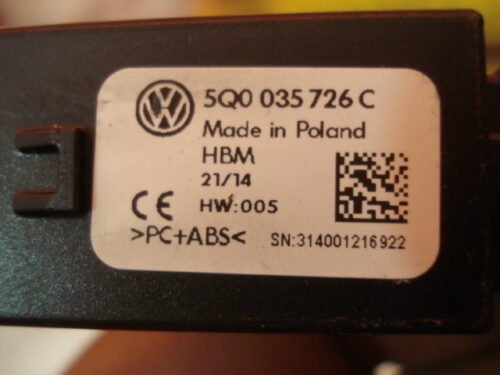 5Q0 035 726 C
Made in Poland
HBM
21/14
HW:005
CE
>PC+ABS<
SN:314001216922